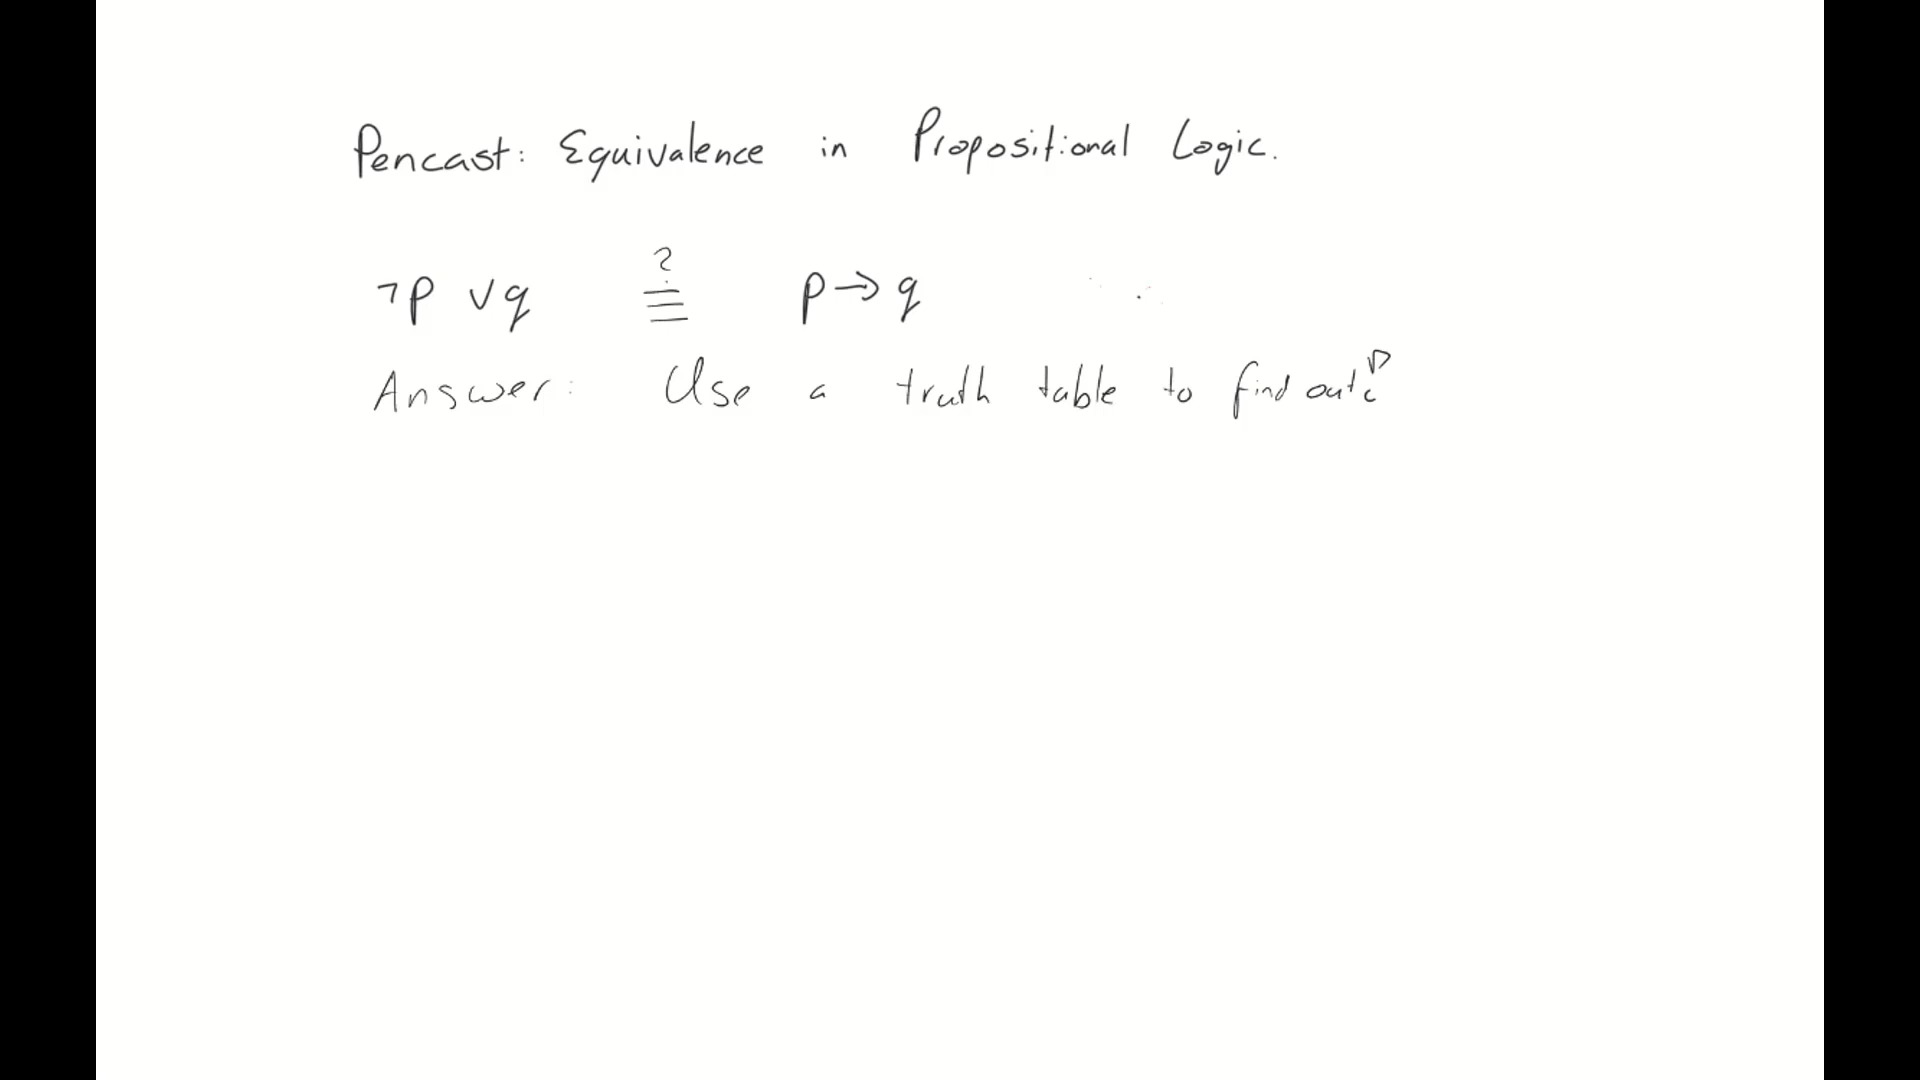 Pencast: Equivalence in Propositional Logic.
¬p ∨ q ≟ p → q
Answer: Use a truth table to find out!